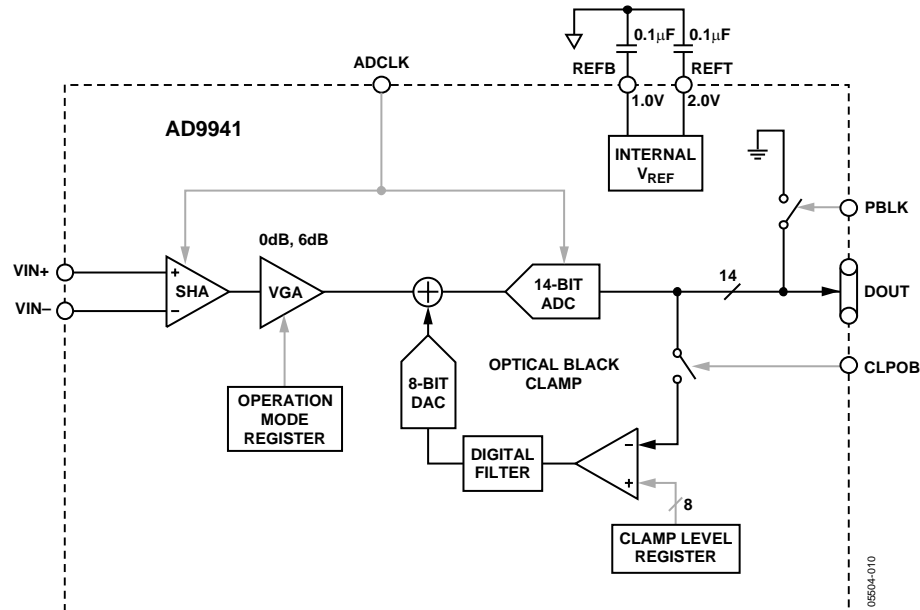 0.1μF 0.1μF
ADCLK
REFB REFT
1.0V 2.0V
AD9941
INTERNAL
VREF
PBLK
0dB, 6dB
VIN+
+
SHA
VGA
14-BIT
ADC
14
DOUT
VIN–
–
CLPOB
OPTICAL BLACK
CLAMP
8-BIT
DAC
OPERATION
MODE
REGISTER
DIGITAL
FILTER
–
+
8
CLAMP LEVEL
REGISTER
05504-010